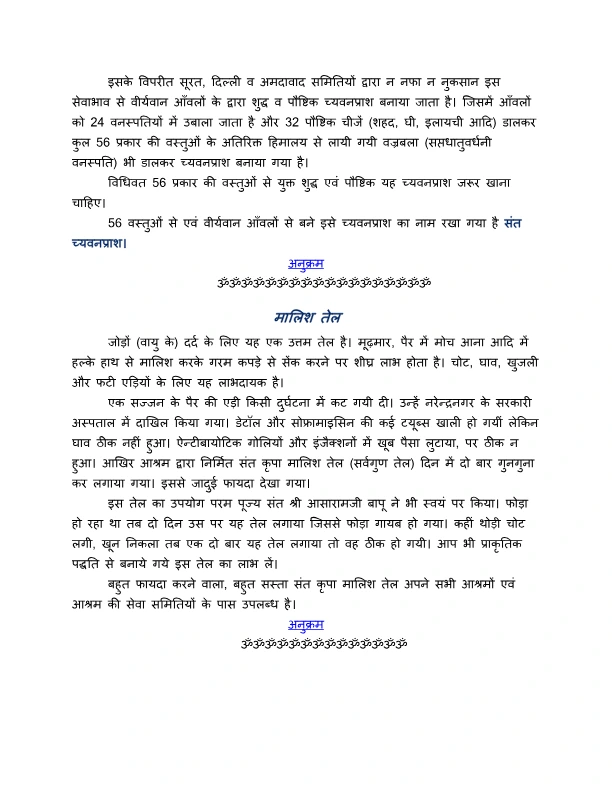 इसके विपरीत सूरत, दिल्ली व अमदावाद समितियों द्वारा न नफा न नुकसान इस
सेवाभाव से वीर्यवान आँवलों के द्वारा शुद्ध व पौष्टिक च्यवनप्राश बनाया जाता है। जिसमें आँवलों
को 24 वनस्पतियों में उबाला जाता है और 32 पौष्टिक चीजें (शहद, घी, इलायची आदि) डालकर
कुल 56 प्रकार की वस्तुओं के अतिरिक्त हिमालय से लायी गयी वज्रबला (सप्तधातुवर्धनी
वनस्पति) भी डालकर च्यवनप्राश बनाया गया है।
विधिवत 56 प्रकार की वस्तुओं से युक्त शुद्ध एवं पौष्टिक यह च्यवनप्राश जरूर खाना
चाहिए।
56 वस्तुओं से एवं वीर्यवान आँवलों से बने इसे च्यवनप्राश का नाम रखा गया है संत
च्यवनप्राश।
अनुक्रम
ॐॐॐॐॐॐॐॐॐॐॐॐॐॐॐॐॐॐ
मालिश तेल
जोड़ों (वायु के) दर्द के लिए यह एक उत्तम तेल है। मूढ़मार, पैर में मोच आना आदि में
हल्के हाथ से मालिश करके गरम कपड़े से सेंक करने पर शीघ्र लाभ होता है। चोट, घाव, खुजली
और फटी एड़ियों के लिए यह लाभदायक है।
एक सज्जन के पैर की एड़ी किसी दुर्घटना में कट गयी दी। उन्हें नरेन्द्रनगर के सरकारी
अस्पताल में दाखिल किया गया। डेटॉल और सोफ्रामाइसिन की कई टयूब्स खाली हो गयीं लेकिन
घाव ठीक नहीं हुआ। ऐन्टीबायोटिक गोलियाँ और इंजैक्शनों में खूब पैसा लुटाया, पर ठीक न
हुआ। आखिर आश्रम द्वारा निर्मित संत कृपा मालिश तेल (सर्वगुण तेल) दिन में दो बार गुनगुना
कर लगाया गया। इससे जादुई फायदा देखा गया।
इस तेल का उपयोग परम पूज्य संत श्री आसारामजी बापू ने भी स्वयं पर किया। फोड़ा
हो रहा था तब दो दिन उस पर यह तेल लगाया जिससे फोड़ा गायब हो गया। कहीं थोड़ी चोट
लगी, खून निकला तब एक दो बार यह तेल लगाया तो वह ठीक हो गयी। आप भी प्राकृतिक
पद्धति से बनाये गये इस तेल का लाभ लें।
बहुत फायदा करने वाला, बहुत सस्ता संत कृपा मालिश तेल अपने सभी आश्रमों एवं
आश्रम की सेवा समितियों के पास उपलब्ध है।
अनुक्रम
ॐॐॐॐॐॐॐॐॐॐॐॐॐॐ